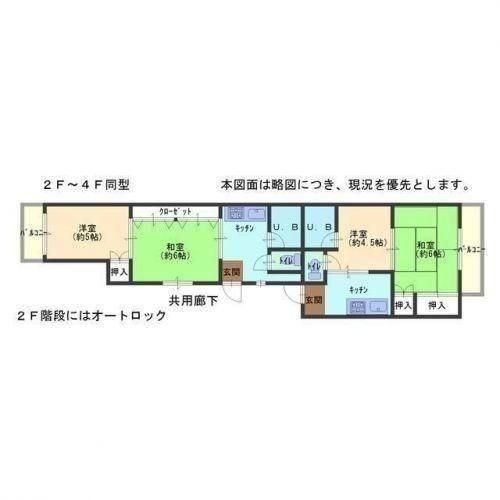 2F～4F同型
本図面は略図につき、現況を優先とします。
バルコニー
洋室
(約5帖)
押入
クローゼット
和室
(約6帖)
キッチン
U．B
トイレ
玄関
共用廊下
U．B
トイレ
玄関
洋室
(約4.5帖)
キッチン
和室
(約6帖)
押入
押入
バルコニー
2F階段にはオートロック